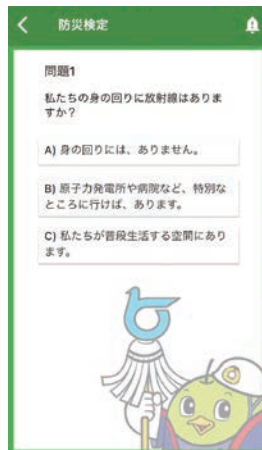 防災検定
問題1
私たちの身の回りに放射線はありま
すか？
A) 身の回りには、ありません。
B) 原子力発電所や病院など、特別な
ところに行けば、あります。
C) 私たちが普段生活する空間にあり
ます。